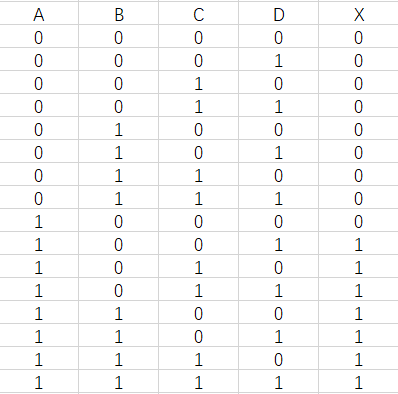 A B C D X
0 0 0 0 0
0 0 0 1 0
0 0 1 0 0
0 0 1 1 0
0 1 0 0 0
0 1 0 1 0
0 1 1 0 0
0 1 1 1 0
1 0 0 0 0
1 0 0 1 1
1 0 1 0 1
1 0 1 1 1
1 1 0 0 1
1 1 0 1 1
1 1 1 0 1
1 1 1 1 1